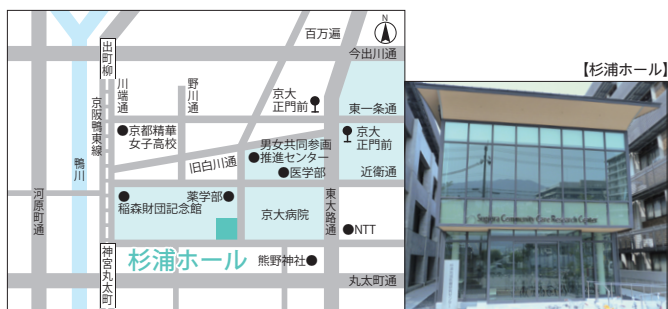 N
百万遍
今出川通
出町柳
川端通
野川通
京大
正門前
東一条通
京阪鴨東線
京都精華
女子高校
京大
正門前
鴨川
旧白川通
男女共同参画
推進センター
医学部
近衛通
河原町通
稲森財団記念館
薬学部
京大病院
東大路通
NTT
杉浦ホール
熊野神社
神宮丸太町
丸太町通
【杉浦ホール】
Sugiura Community Care Research Center